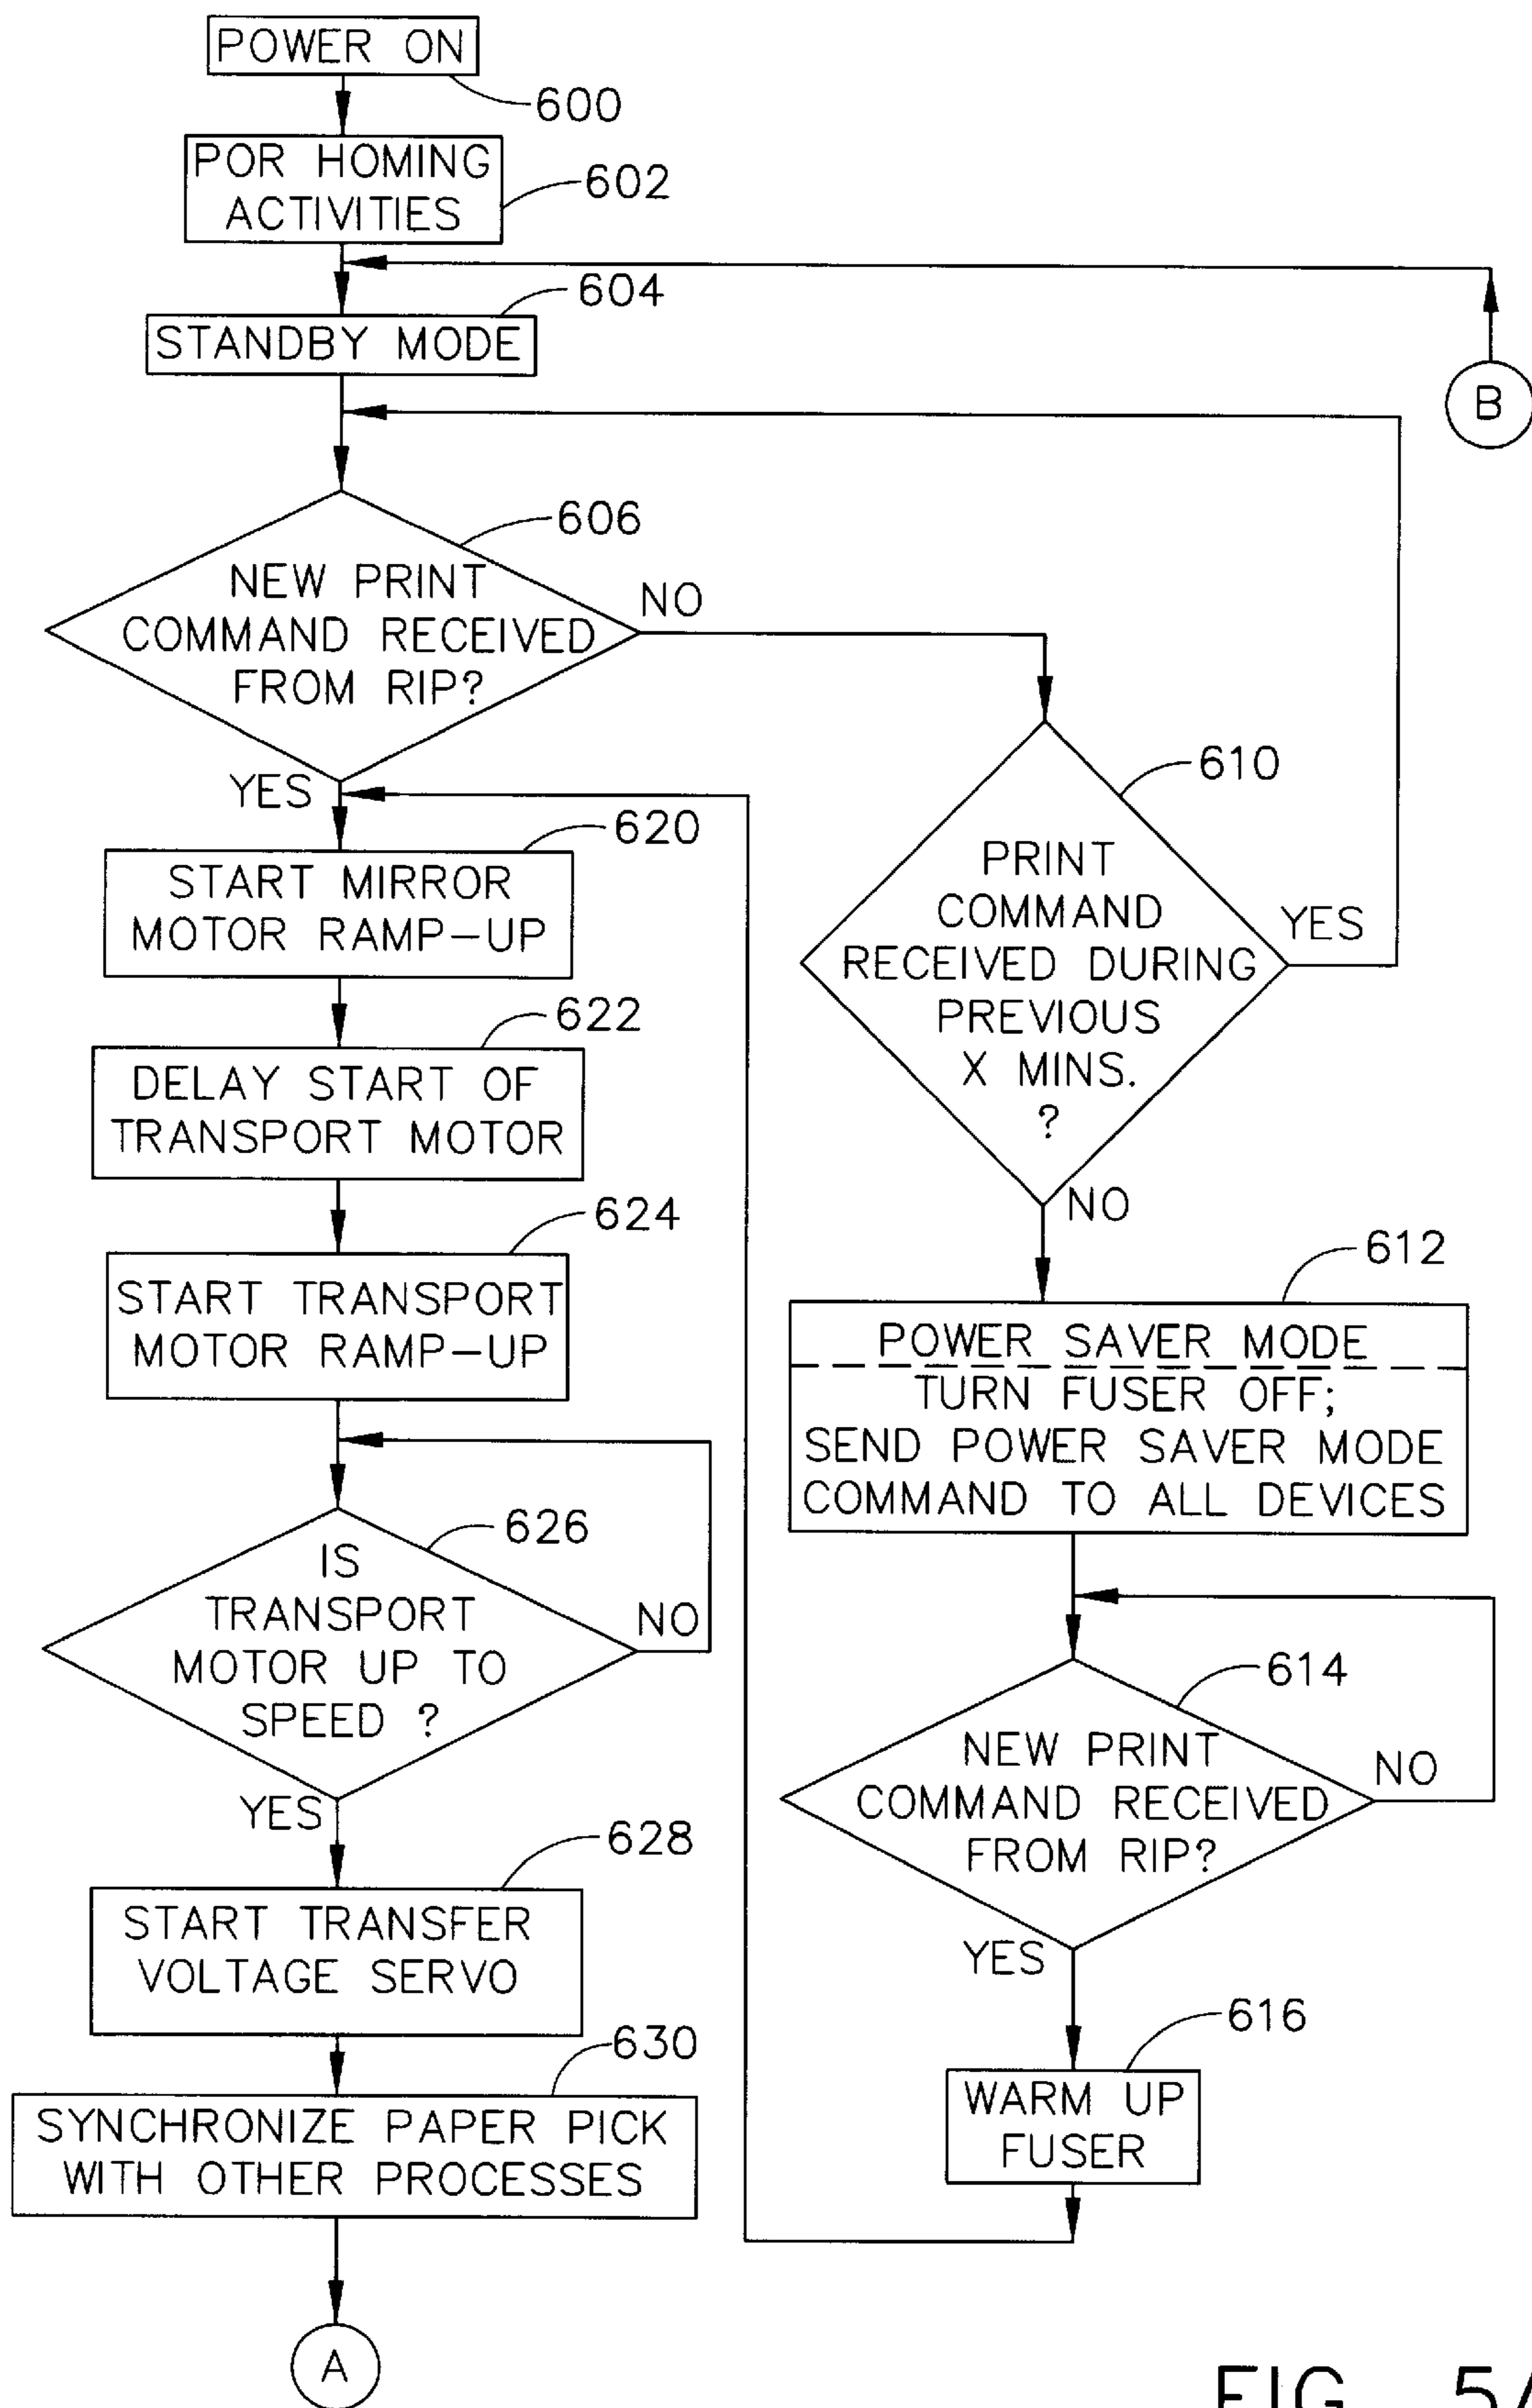 POWER ON
600
POR HOMING
ACTIVITIES
602
604
STANDBY MODE
B
606
NEW PRINT
COMMAND RECEIVED
FROM RIP?
NO
YES
610
PRINT
COMMAND
RECEIVED DURING
PREVIOUS
X MINS.
?
YES
NO
620
START MIRROR
MOTOR RAMP-UP
622
DELAY START OF
TRANSPORT MOTOR
624
START TRANSPORT
MOTOR RAMP-UP
612
POWER SAVER MODE
TURN FUSER OFF;
SEND POWER SAVER MODE
COMMAND TO ALL DEVICES
626
IS
TRANSPORT
MOTOR UP TO
SPEED ?
NO
YES
614
NEW PRINT
COMMAND RECEIVED
FROM RIP?
NO
YES
628
START TRANSFER
VOLTAGE SERVO
616
WARM UP
FUSER
630
SYNCHRONIZE PAPER PICK
WITH OTHER PROCESSES
A
FIG. 5A